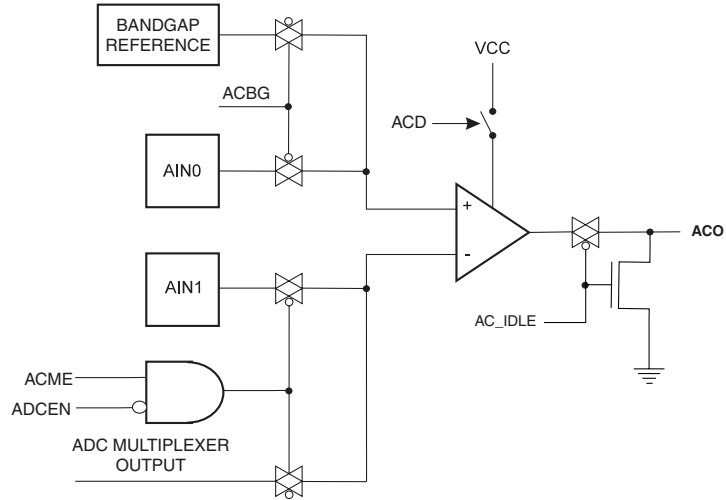 BANDGAP
REFERENCE
VCC
ACBG
ACD
AIN0
+
ACO
-
AIN1
AC_IDLE
ACME
ADCEN
ADC MULTIPLEXER
OUTPUT